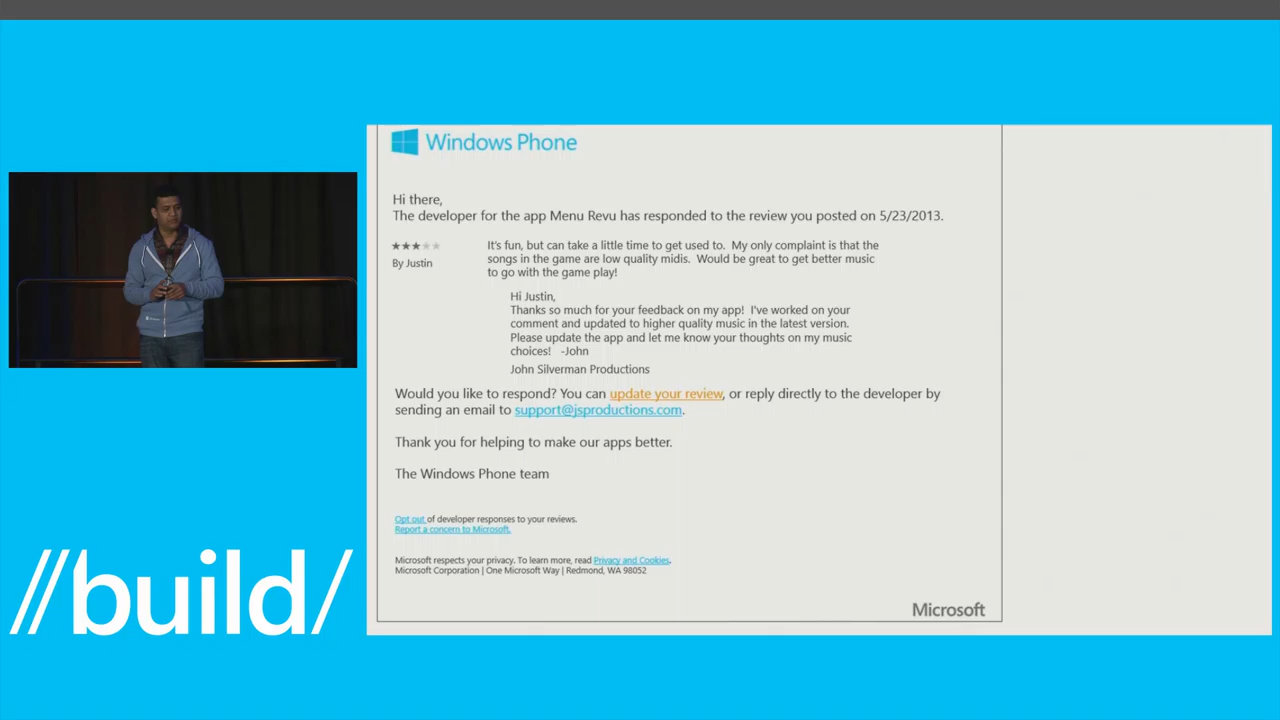 Windows Phone
Hi there,
The developer for the app Menu Revu has responded to the review you posted on 5/23/2013.
It's fun, but can take a little time to get used to. My only complaint is that the
songs in the game are low quality midis. Would be great to get better music
to go with the game play!
By Justin
Hi Justin,
Thanks so much for your feedback on my app! I've worked on your
comment and updated to higher quality music in the latest version.
Please update the app and let me know your thoughts on my music
choices! -John
John Silverman Productions
Would you like to respond? You can update your review, or reply directly to the developer by
sending an email to support@jsproductions.com.
Thank you for helping to make our apps better.
The Windows Phone team
Opt out of developer responses to your reviews.
Report a concern to Microsoft.
Microsoft respects your privacy. To learn more, read Privacy and Cookies.
Microsoft Corporation | One Microsoft Way | Redmond, WA 98052
Microsoft
//build/